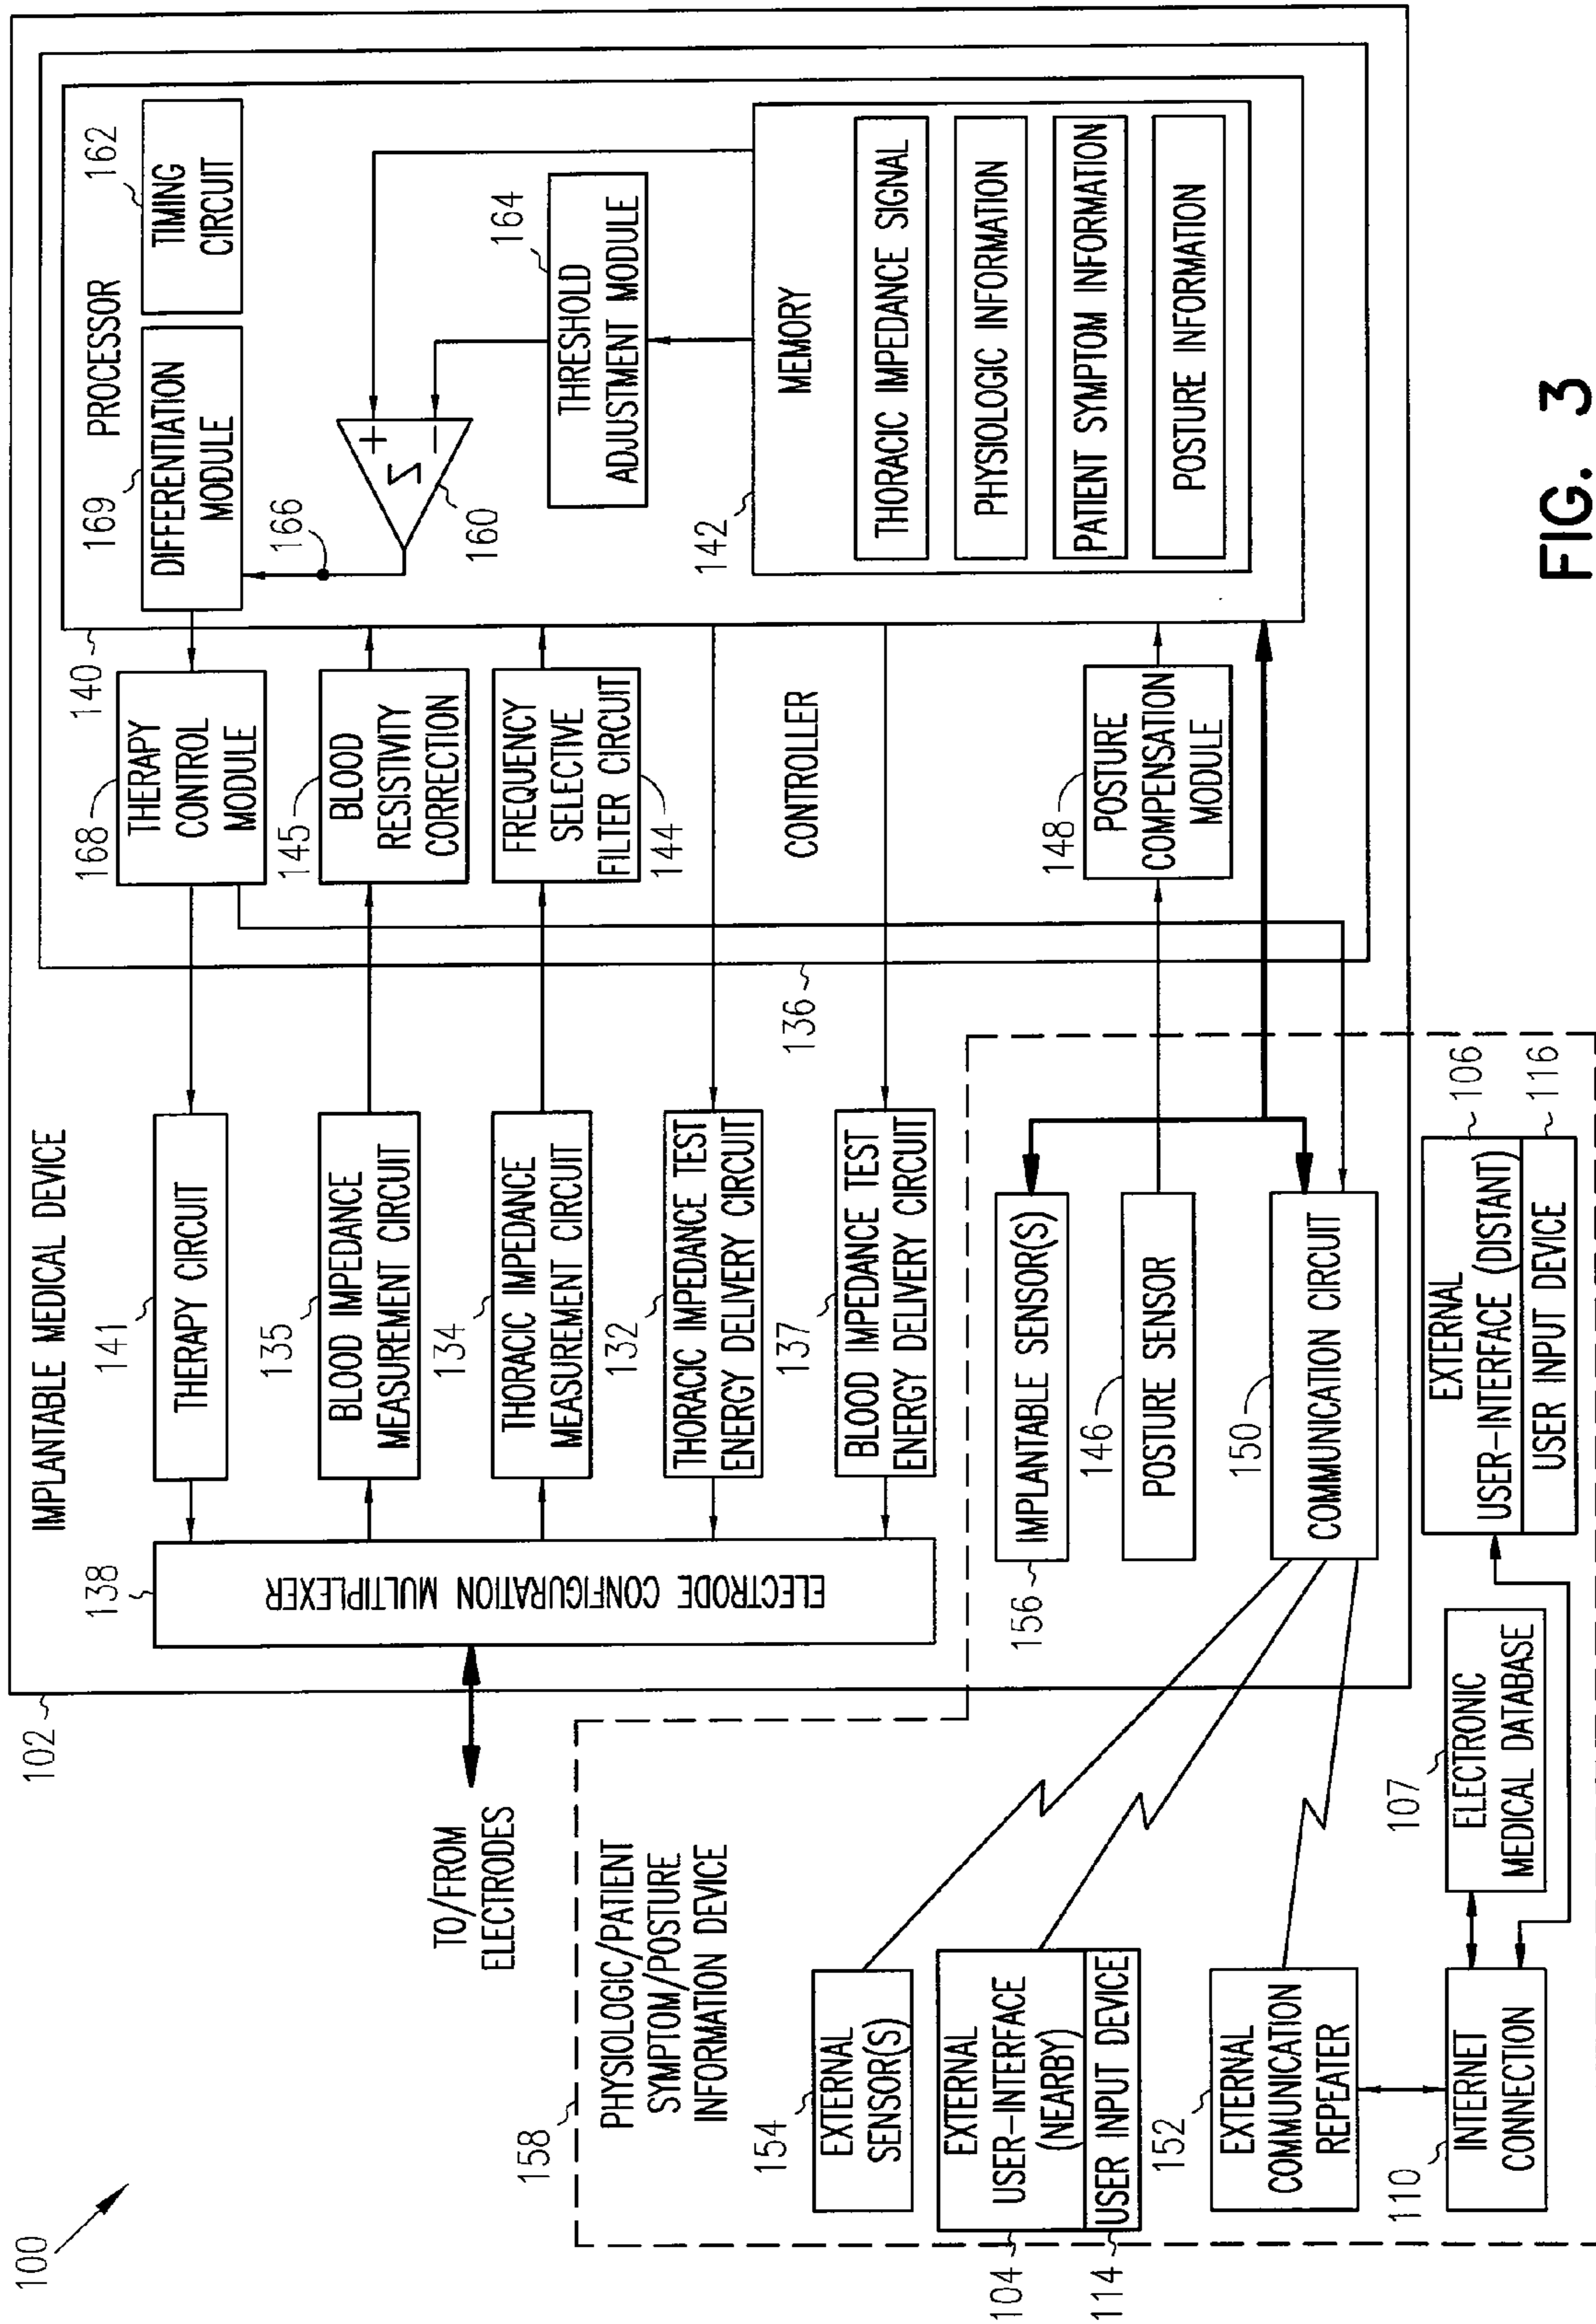 100
102
IMPLANTABLE MEDICAL DEVICE
138
ELECTRODE CONFIGURATION MULTIPLEXER
TO/FROM
ELECTRODES
141
THERAPY CIRCUIT
135
BLOOD IMPEDANCE
MEASUREMENT CIRCUIT
134
THORACIC IMPEDANCE
MEASUREMENT CIRCUIT
132
THORACIC IMPEDANCE TEST
ENERGY DELIVERY CIRCUIT
137
BLOOD IMPEDANCE TEST
ENERGY DELIVERY CIRCUIT
136
CONTROLLER
168
THERAPY
CONTROL
MODULE
145
BLOOD
RESISTIVITY
CORRECTION
FREQUENCY
SELECTIVE
FILTER CIRCUIT
144
148
POSTURE
COMPENSATION
MODULE
140
PROCESSOR
169
DIFFERENTIATION
MODULE
162
TIMING
CIRCUIT
166
+
−
Σ
160
164
THRESHOLD
ADJUSTMENT MODULE
142
MEMORY
THORACIC IMPEDANCE SIGNAL
PHYSIOLOGIC INFORMATION
PATIENT SYMPTOM INFORMATION
POSTURE INFORMATION
158
PHYSIOLOGIC/PATIENT
SYMPTOM/POSTURE
INFORMATION DEVICE
156
IMPLANTABLE SENSOR(S)
146
POSTURE SENSOR
150
COMMUNICATION CIRCUIT
154
EXTERNAL
SENSOR(S)
104
EXTERNAL
USER-INTERFACE
(NEARBY)
114
USER INPUT DEVICE
152
EXTERNAL
COMMUNICATION
REPEATER
110
INTERNET
CONNECTION
107
ELECTRONIC
MEDICAL DATABASE
106
EXTERNAL
USER-INTERFACE (DISTANT)
116
USER INPUT DEVICE
FIG. 3